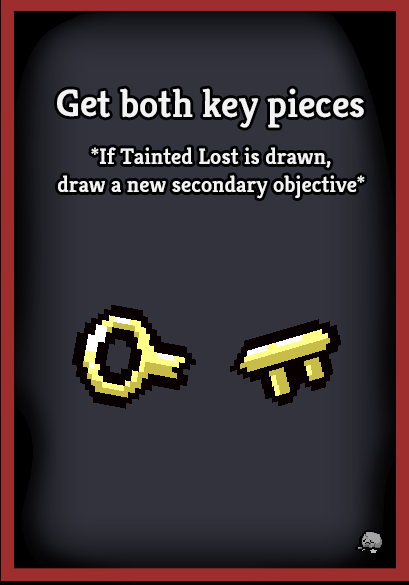 Get both key pieces
*If Tainted Lost is drawn,
draw a new secondary objective*